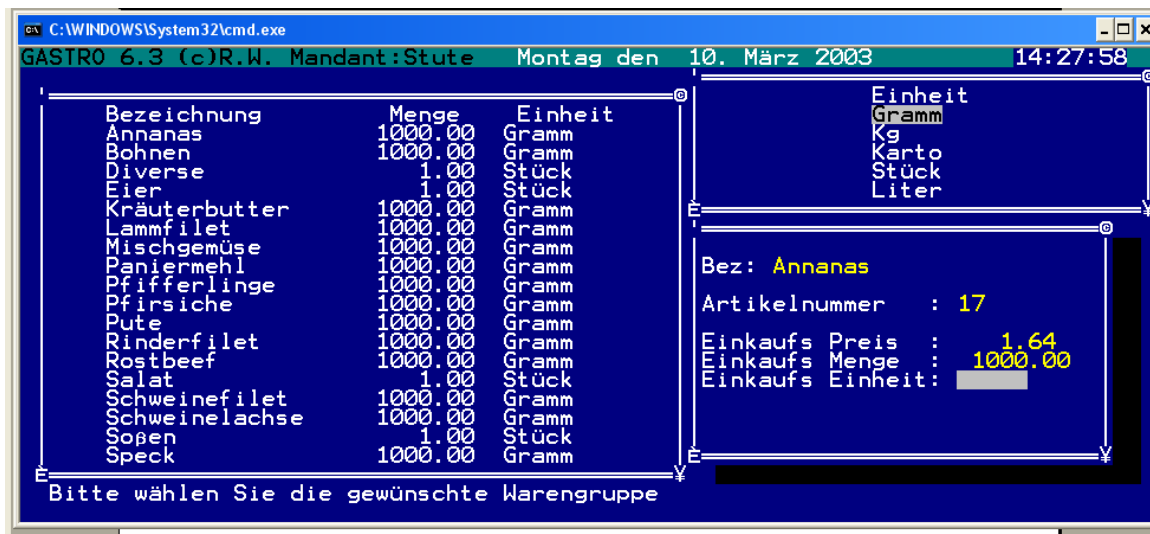 C:\WINDOWS\System32\cmd.exe
GASTRO 6.3 (c)R.W. Mandant:Stute Montag den 10. März 2003 14:27:58
Bezeichnung Menge Einheit
Annanas 1000.00 Gramm
Bohnen 1000.00 Gramm
Diverse 1.00 Stück
Eier 1.00 Stück
Kräuterbutter 1000.00 Gramm
Lammfilet 1000.00 Gramm
Mischgemüse 1000.00 Gramm
Paniermehl 1000.00 Gramm
Pfifferlinge 1000.00 Gramm
Pfirsiche 1000.00 Gramm
Pute 1000.00 Gramm
Rinderfilet 1000.00 Gramm
Rostbeef 1000.00 Gramm
Salat 1.00 Stück
Schweinefilet 1000.00 Gramm
Schweinelachse 1000.00 Gramm
Soßen 1.00 Stück
Speck 1000.00 Gramm
Einheit
Gramm
Kg
Karto
Stück
Liter
Bez: Annanas
Artikelnummer : 17
Einkaufs Preis : 1.64
Einkaufs Menge : 1000.00
Einkaufs Einheit:
Bitte wählen Sie die gewünschte Warengruppe